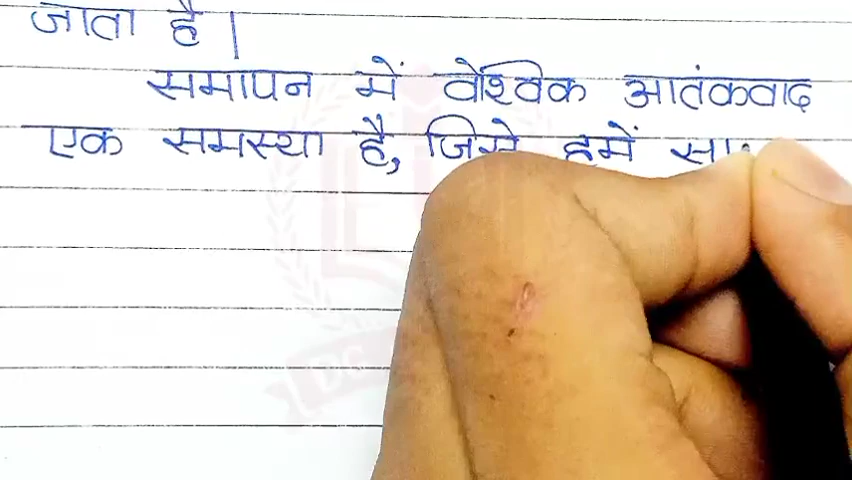 जाता है।
समापन में वैश्विक आतंकवाद
एक समस्या है, जिसे हमें